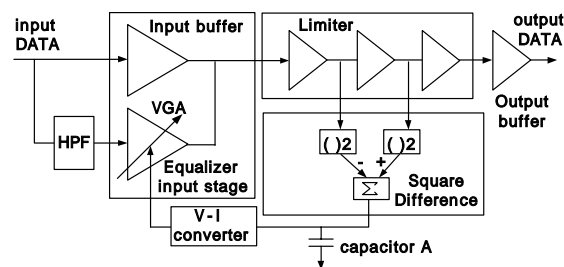 input
DATA
Input buffer
Limiter
output
DATA
VGA
HPF
Equalizer
input stage
Output
buffer
( )2
( )2
- +
Σ
Square
Difference
V-I
converter
capacitor A